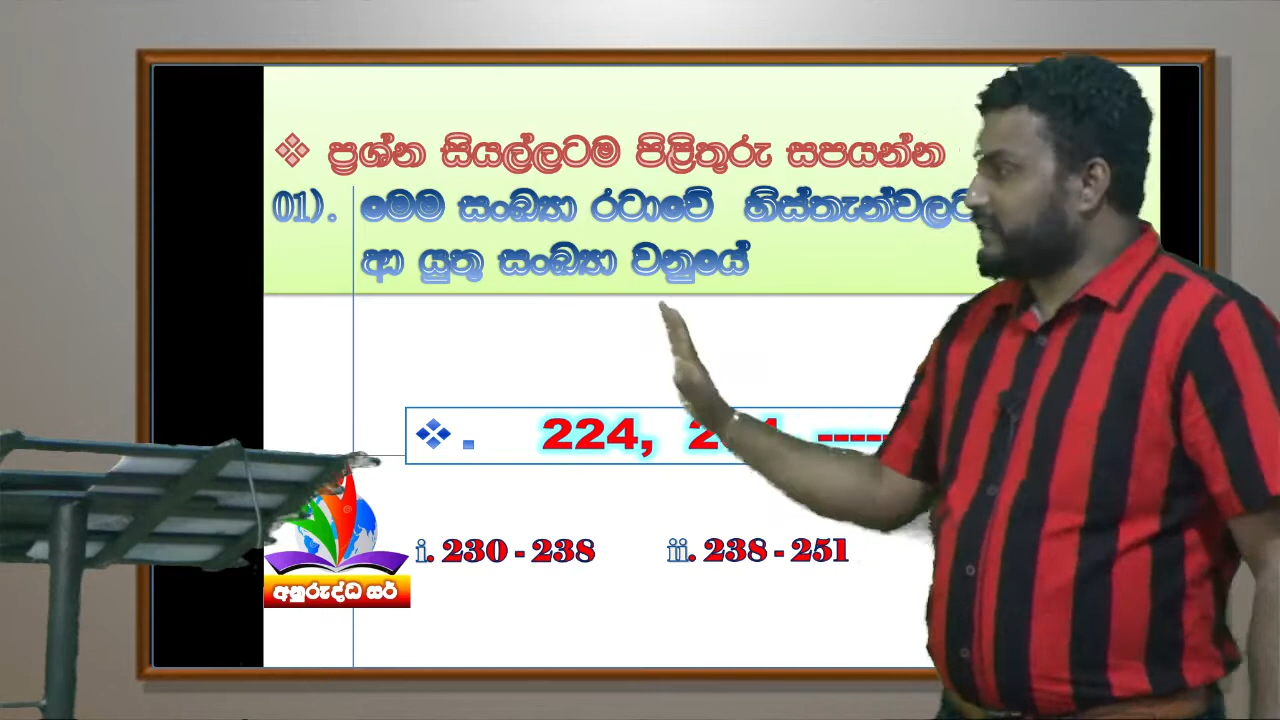 ❖ ප්‍රශ්න සියල්ලටම පිළිතුරු සපයන්න
01). මෙම සංඛ්‍යා රටාවේ හිස්තැන්වලට
ආ යුතු සංඛ්‍යා වනුයේ
❖ . 224, -----
i. 230 - 238 ii. 238 - 251
අනුරුද්ධ සර්